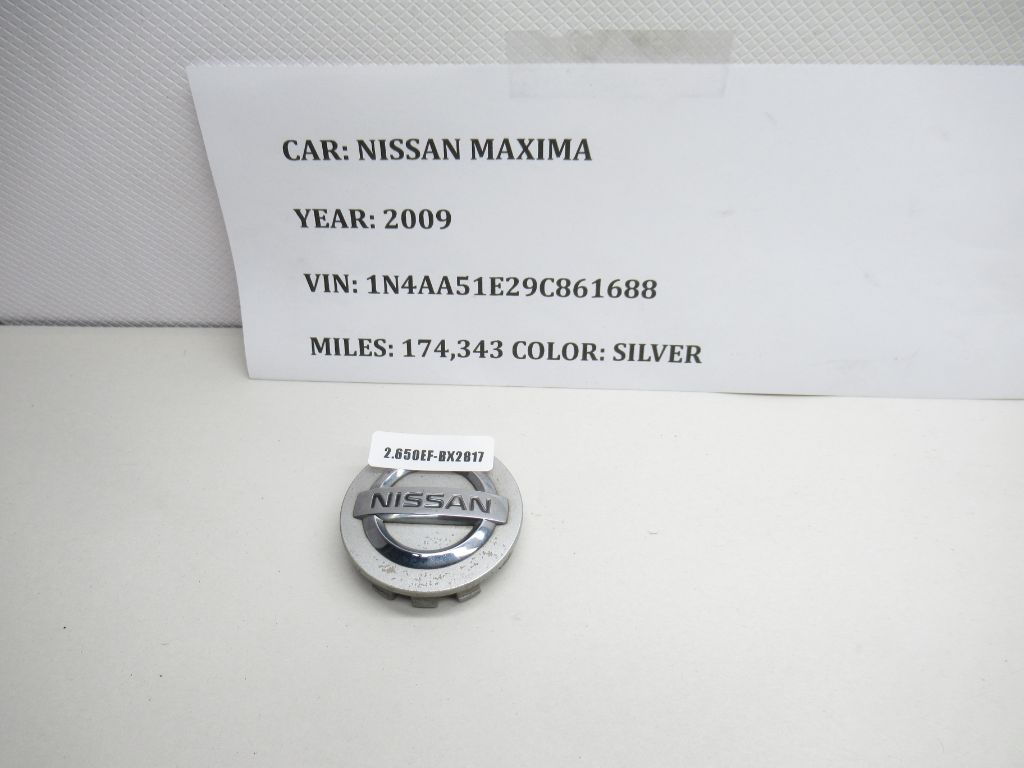 CAR: NISSAN MAXIMA
YEAR: 2009
VIN: 1N4AA51E29C861688
MILES: 174,343 COLOR: SILVER
2.650EF-BX2817
NISSAN